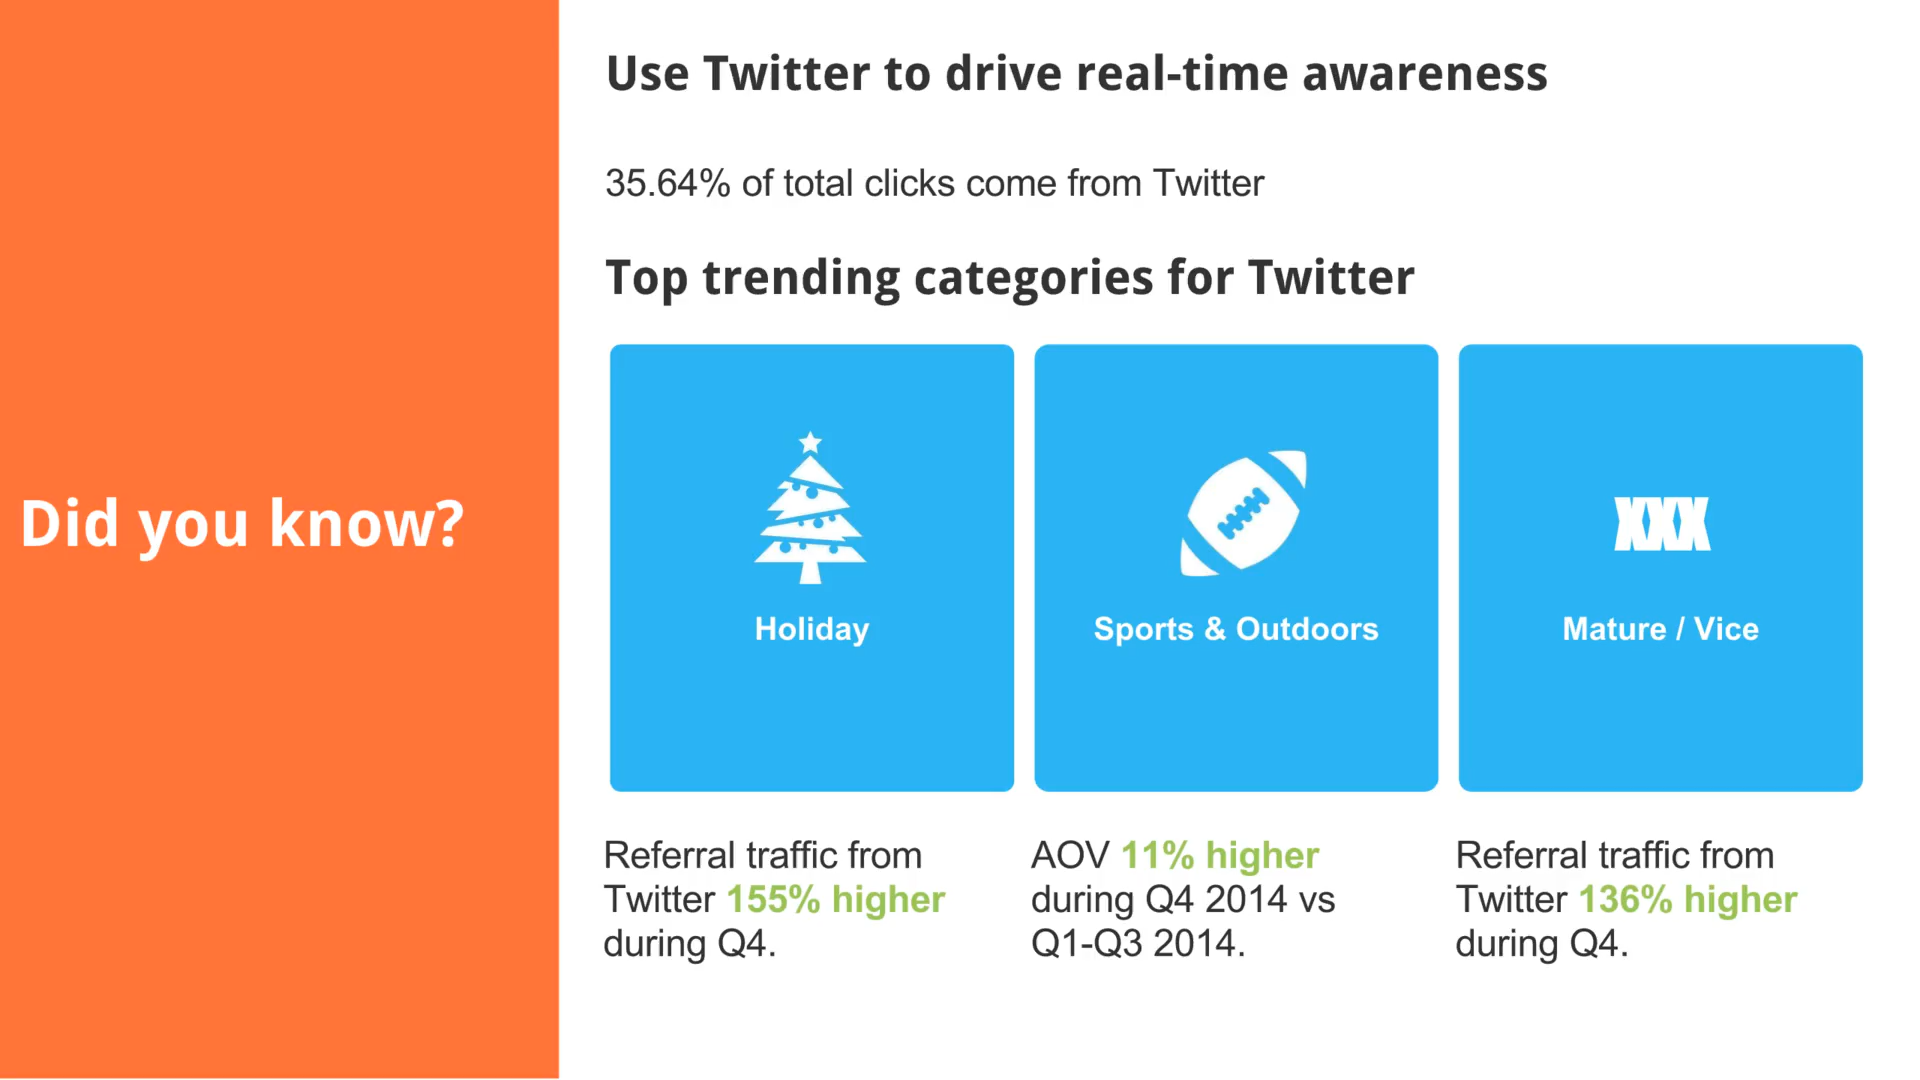 Did you know?
Use Twitter to drive real-time awareness
35.64% of total clicks come from Twitter
Top trending categories for Twitter
Holiday
Sports & Outdoors
XXX
Mature / Vice
Referral traffic from
Twitter 155% higher
during Q4.
AOV 11% higher
during Q4 2014 vs
Q1-Q3 2014.
Referral traffic from
Twitter 136% higher
during Q4.